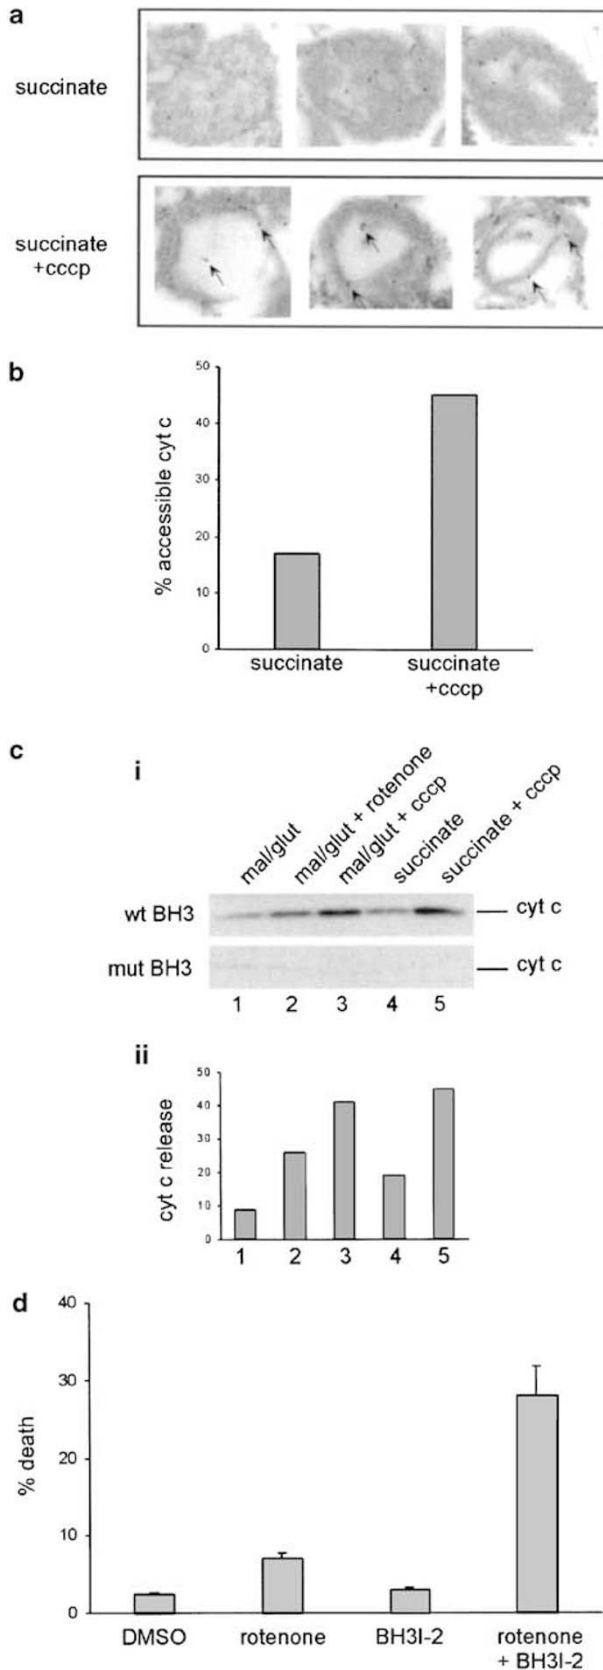 a
succinate
succinate
+cccp
b
% accessible cyt c
50
40
30
20
10
0
succinate
succinate
+cccp
c
i
mal/glut
mal/glut + rotenone
mal/glut + cccp
succinate
succinate + cccp
wt BH3
cyt c
mut BH3
cyt c
1 2 3 4 5
ii
cyt c release
50
40
30
20
10
0
1 2 3 4 5
d
% death
40
30
20
10
0
DMSO
rotenone
BH3I-2
rotenone
+ BH3I-2